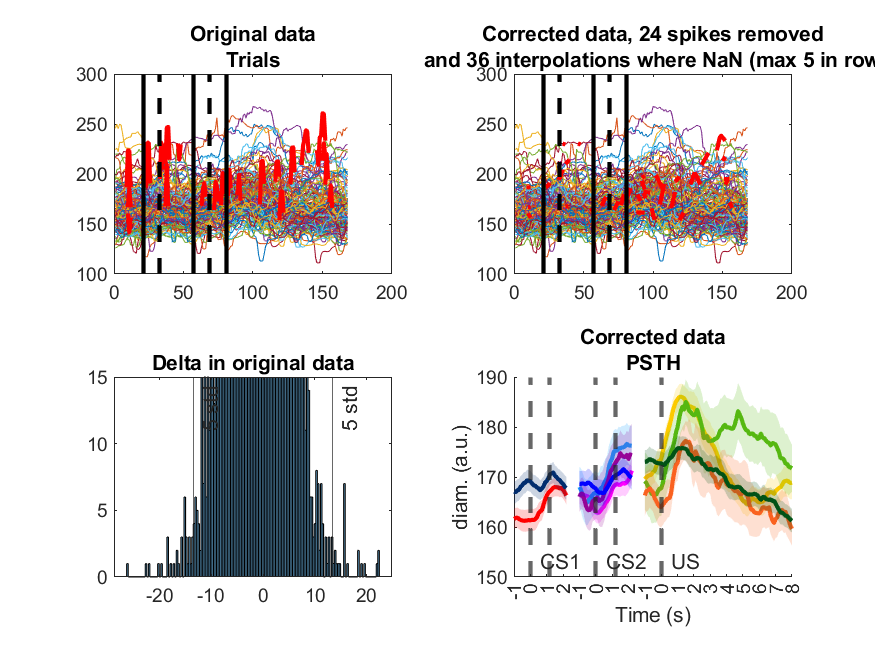 Original data
Trials
300
250
200
150
100
0
50
100
150
200
Corrected data, 24 spikes removed
and 36 interpolations where NaN (max 5 in row
300
250
200
150
100
0
50
100
150
200
Delta in original data
15
10
5
0
-20
-10
0
10
20
5 std
5 std
Corrected data
PSTH
190
180
170
160
150
diam. (a.u.)
CS1
CS2
US
-1 0 1 2 -1 0 1 2 -1 0 1 2 3 4 5 6 7 8
Time (s)